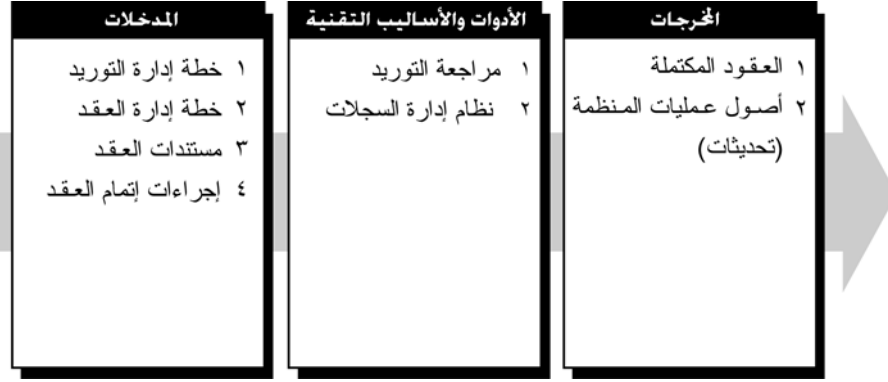 المدخلات
١ خطة إدارة التوريد
٢ خطة إدارة العقد
٣ مستندات العقد
٤ إجراءات إتمام العقد
الأدوات والأساليب التقنية
١ مراجعة التوريد
٢ نظام إدارة السجلات
المخرجات
١ العقود المكتملة
٢ أصول عمليات المنظمة
(تحديثات)